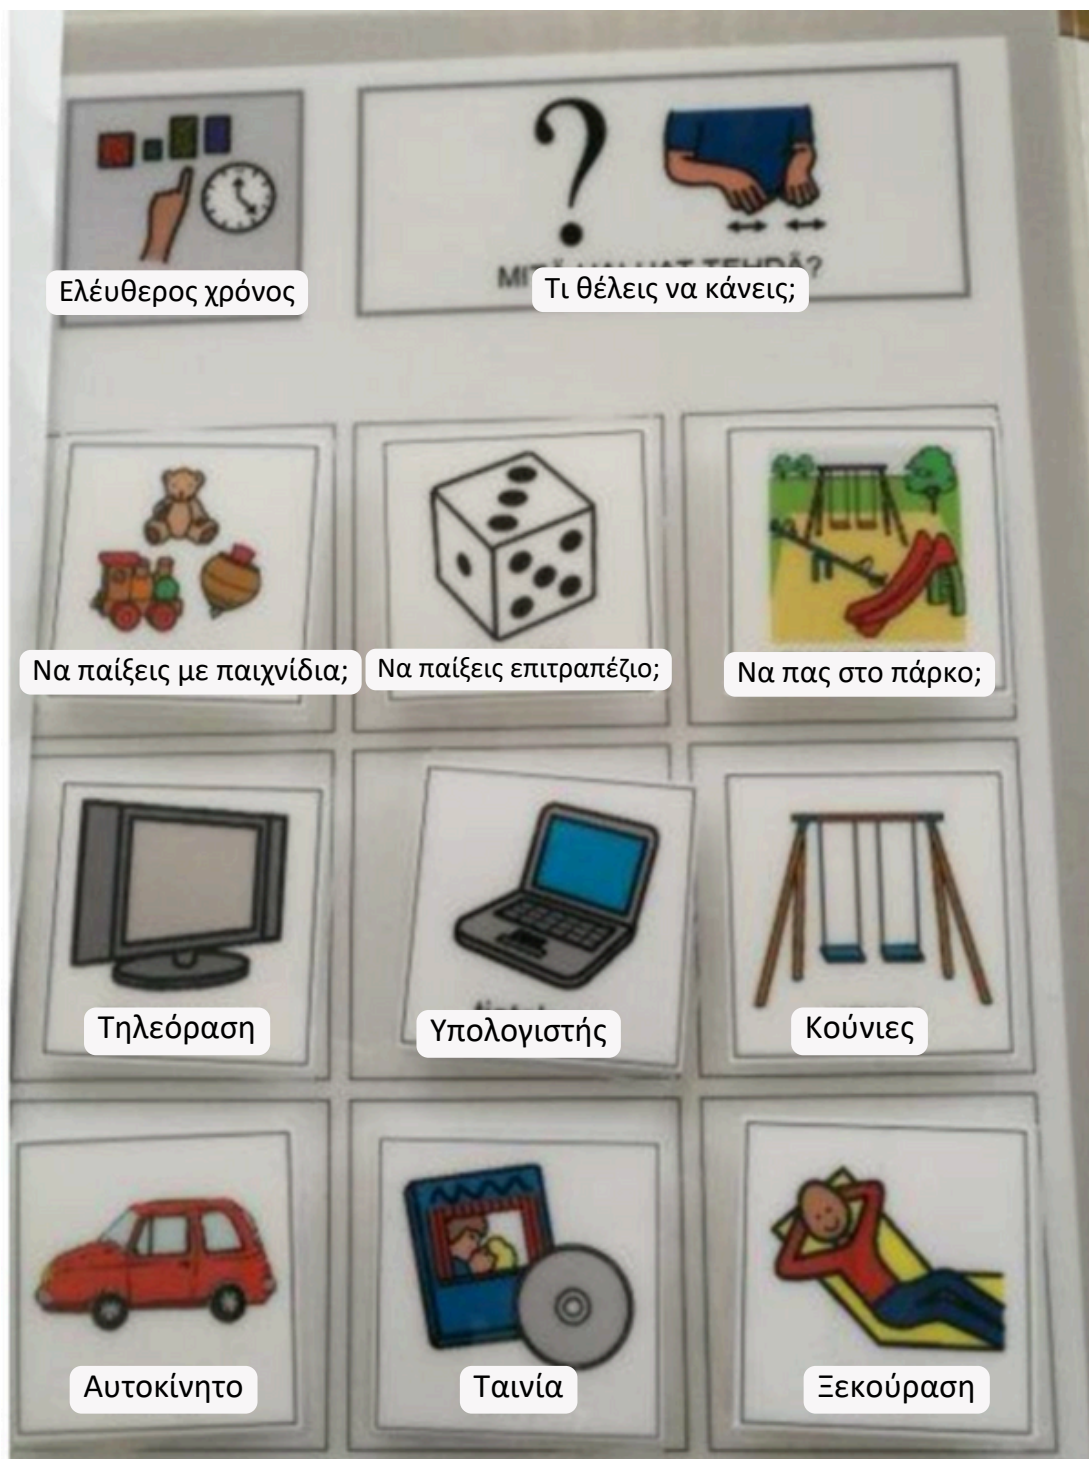 Ελέυθερος χρόνος
Τι θέλεις να κάνεις;
Να παίξεις με παιχνίδια;
Να παίξεις επιτραπέζιο;
Να πας στο πάρκο;
Τηλεόραση
Υπολογιστής
Κούνιες
Αυτοκίνητο
Ταινία
Ξεκούραση